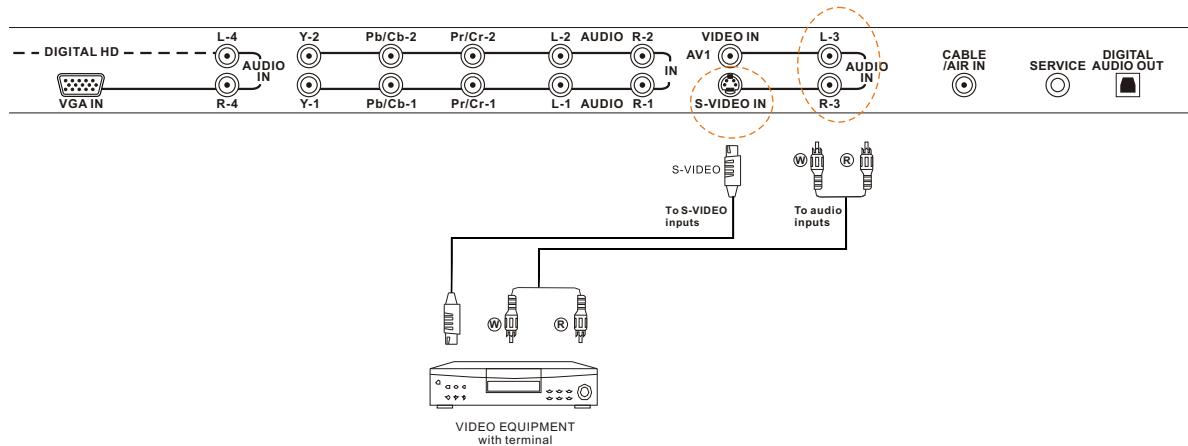 DIGITAL HD
VGA IN
L-4
AUDIO
IN
R-4
Y-2 Pb/Cb-2 Pr/Cr-2 L-2 AUDIO R-2
IN
Y-1 Pb/Cb-1 Pr/Cr-1 L-1 AUDIO R-1
VIDEO IN
AV1
S-VIDEO IN
L-3
AUDIO
IN
R-3
CABLE
/AIR IN
SERVICE
DIGITAL
AUDIO OUT
S-VIDEO
W R
To S-VIDEO
inputs
To audio
inputs
W R
VIDEO EQUIPMENT
with terminal